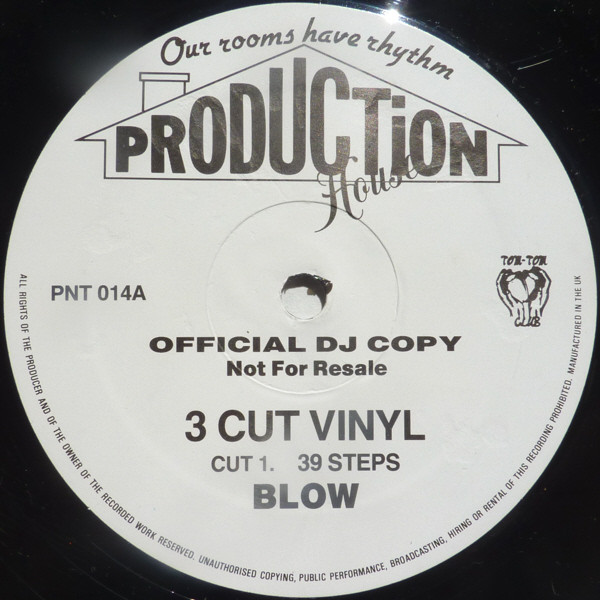 Our rooms have rhythm
PRODUCTiON
House
PNT 014A
TOM-TOM
CLUB
OFFICIAL DJ COPY
Not For Resale
3 CUT VINYL
CUT 1. 39 STEPS
BLOW
ALL RIGHTS OF THE PRODUCER AND OF THE OWNER OF THE RECORDED WORK RESERVED. UNAUTHORISED COPYING, PUBLIC PERFORMANCE, BROADCASTING, HIRING OR RENTAL OF THIS RECORDING PROHIBITED. MANUFACTURED IN THE UK